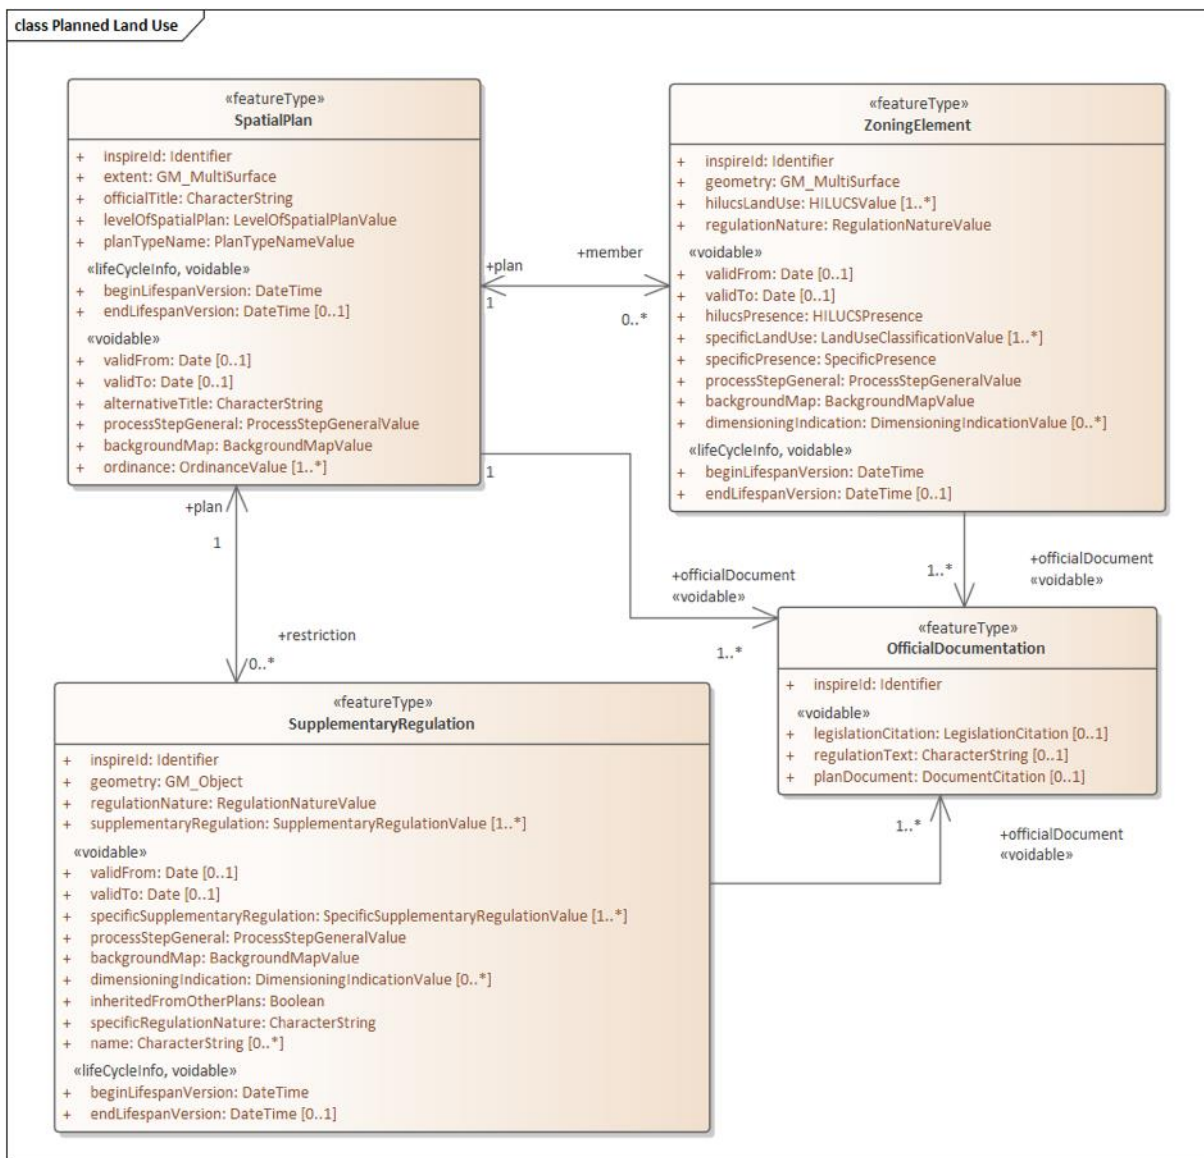 class Planned Land Use
«featureType»
SpatialPlan
+ inspireId: Identifier
+ extent: GM_MultiSurface
+ officialTitle: CharacterString
+ levelOfSpatialPlan: LevelOfSpatialPlanValue
+ planTypeName: PlanTypeNameValue
«lifeCycleInfo, voidable»
+ beginLifespanVersion: DateTime
+ endLifespanVersion: DateTime [0..1]
«voidable»
+ validFrom: Date [0..1]
+ validTo: Date [0..1]
+ alternativeTitle: CharacterString
+ processStepGeneral: ProcessStepGeneralValue
+ backgroundMap: BackgroundMapValue
+ ordinance: OrdinanceValue [1..*]
«featureType»
ZoningElement
+ inspireId: Identifier
+ geometry: GM_MultiSurface
+ hilucsLandUse: HILUCSValue [1..*]
+ regulationNature: RegulationNatureValue
«voidable»
+ validFrom: Date [0..1]
+ validTo: Date [0..1]
+ hilucsPresence: HILUCSPresence
+ specificLandUse: LandUseClassificationValue [1..*]
+ specificPresence: SpecificPresence
+ processStepGeneral: ProcessStepGeneralValue
+ backgroundMap: BackgroundMapValue
+ dimensioningIndication: DimensioningIndicationValue [0..*]
«lifeCycleInfo, voidable»
+ beginLifespanVersion: DateTime
+ endLifespanVersion: DateTime [0..1]
+plan
1
+member
0..*
1
+officialDocument
«voidable»
1..*
+officialDocument
«voidable»
1..*
+plan
1
+restriction
0..*
«featureType»
OfficialDocumentation
+ inspireId: Identifier
«voidable»
+ legislationCitation: LegislationCitation [0..1]
+ regulationText: CharacterString [0..1]
+ planDocument: DocumentCitation [0..1]
«featureType»
SupplementaryRegulation
+ inspireId: Identifier
+ geometry: GM_Object
+ regulationNature: RegulationNatureValue
+ supplementaryRegulation: SupplementaryRegulationValue [1..*]
«voidable»
+ validFrom: Date [0..1]
+ validTo: Date [0..1]
+ specificSupplementaryRegulation: SpecificSupplementaryRegulationValue [1..*]
+ processStepGeneral: ProcessStepGeneralValue
+ backgroundMap: BackgroundMapValue
+ dimensioningIndication: DimensioningIndicationValue [0..*]
+ inheritedFromOtherPlans: Boolean
+ specificRegulationNature: CharacterString
+ name: CharacterString [0..*]
«lifeCycleInfo, voidable»
+ beginLifespanVersion: DateTime
+ endLifespanVersion: DateTime [0..1]
1..*
+officialDocument
«voidable»